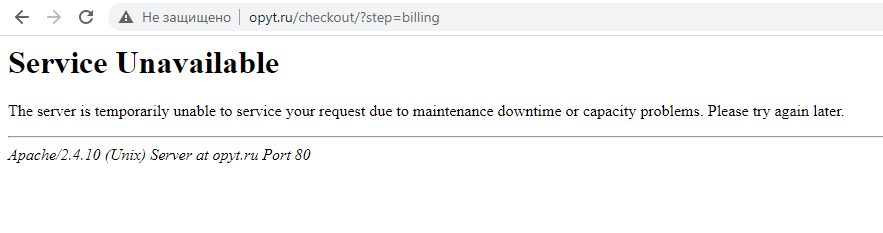 Не защищено | opyt.ru/checkout/?step=billing
Service Unavailable
The server is temporarily unable to service your request due to maintenance downtime or capacity problems. Please try again later.
Apache/2.4.10 (Unix) Server at opyt.ru Port 80